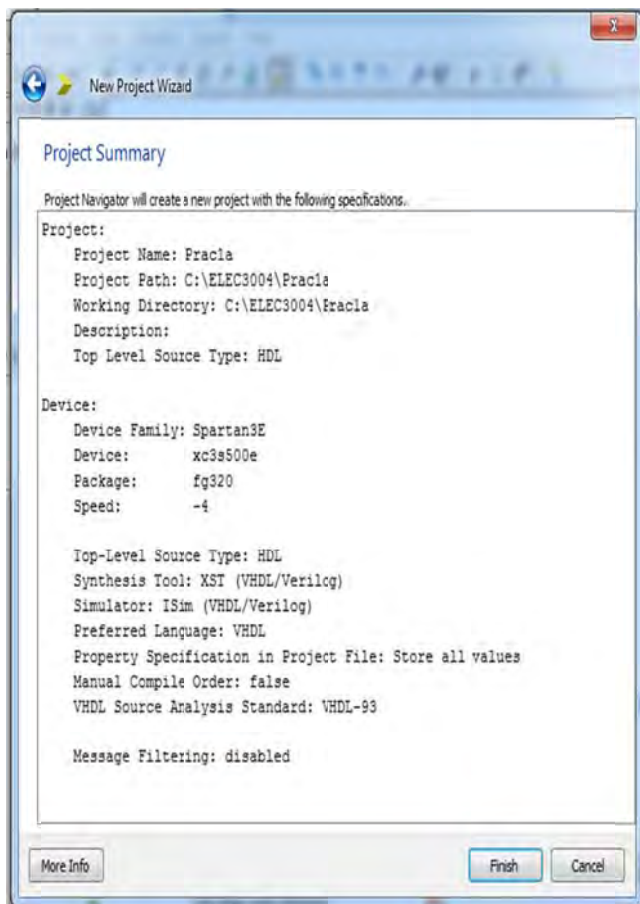 X
New Project Wizard
Project Summary
Project Navigator will create a new project with the following specifications.
Project:
Project Name: Prac1a
Project Path: C:\ELEC3004\Prac1a
Working Directory: C:\ELEC3004\Prac1a
Description:
Top Level Source Type: HDL
Device:
Device Family: Spartan3E
Device: xc3s500e
Package: fg320
Speed: -4
Top-Level Source Type: HDL
Synthesis Tool: XST (VHDL/Verilog)
Simulator: ISim (VHDL/Verilog)
Preferred Language: VHDL
Property Specification in Project File: Store all values
Manual Compile Order: false
VHDL Source Analysis Standard: VHDL-93
Message Filtering: disabled
More Info
Finish
Cancel